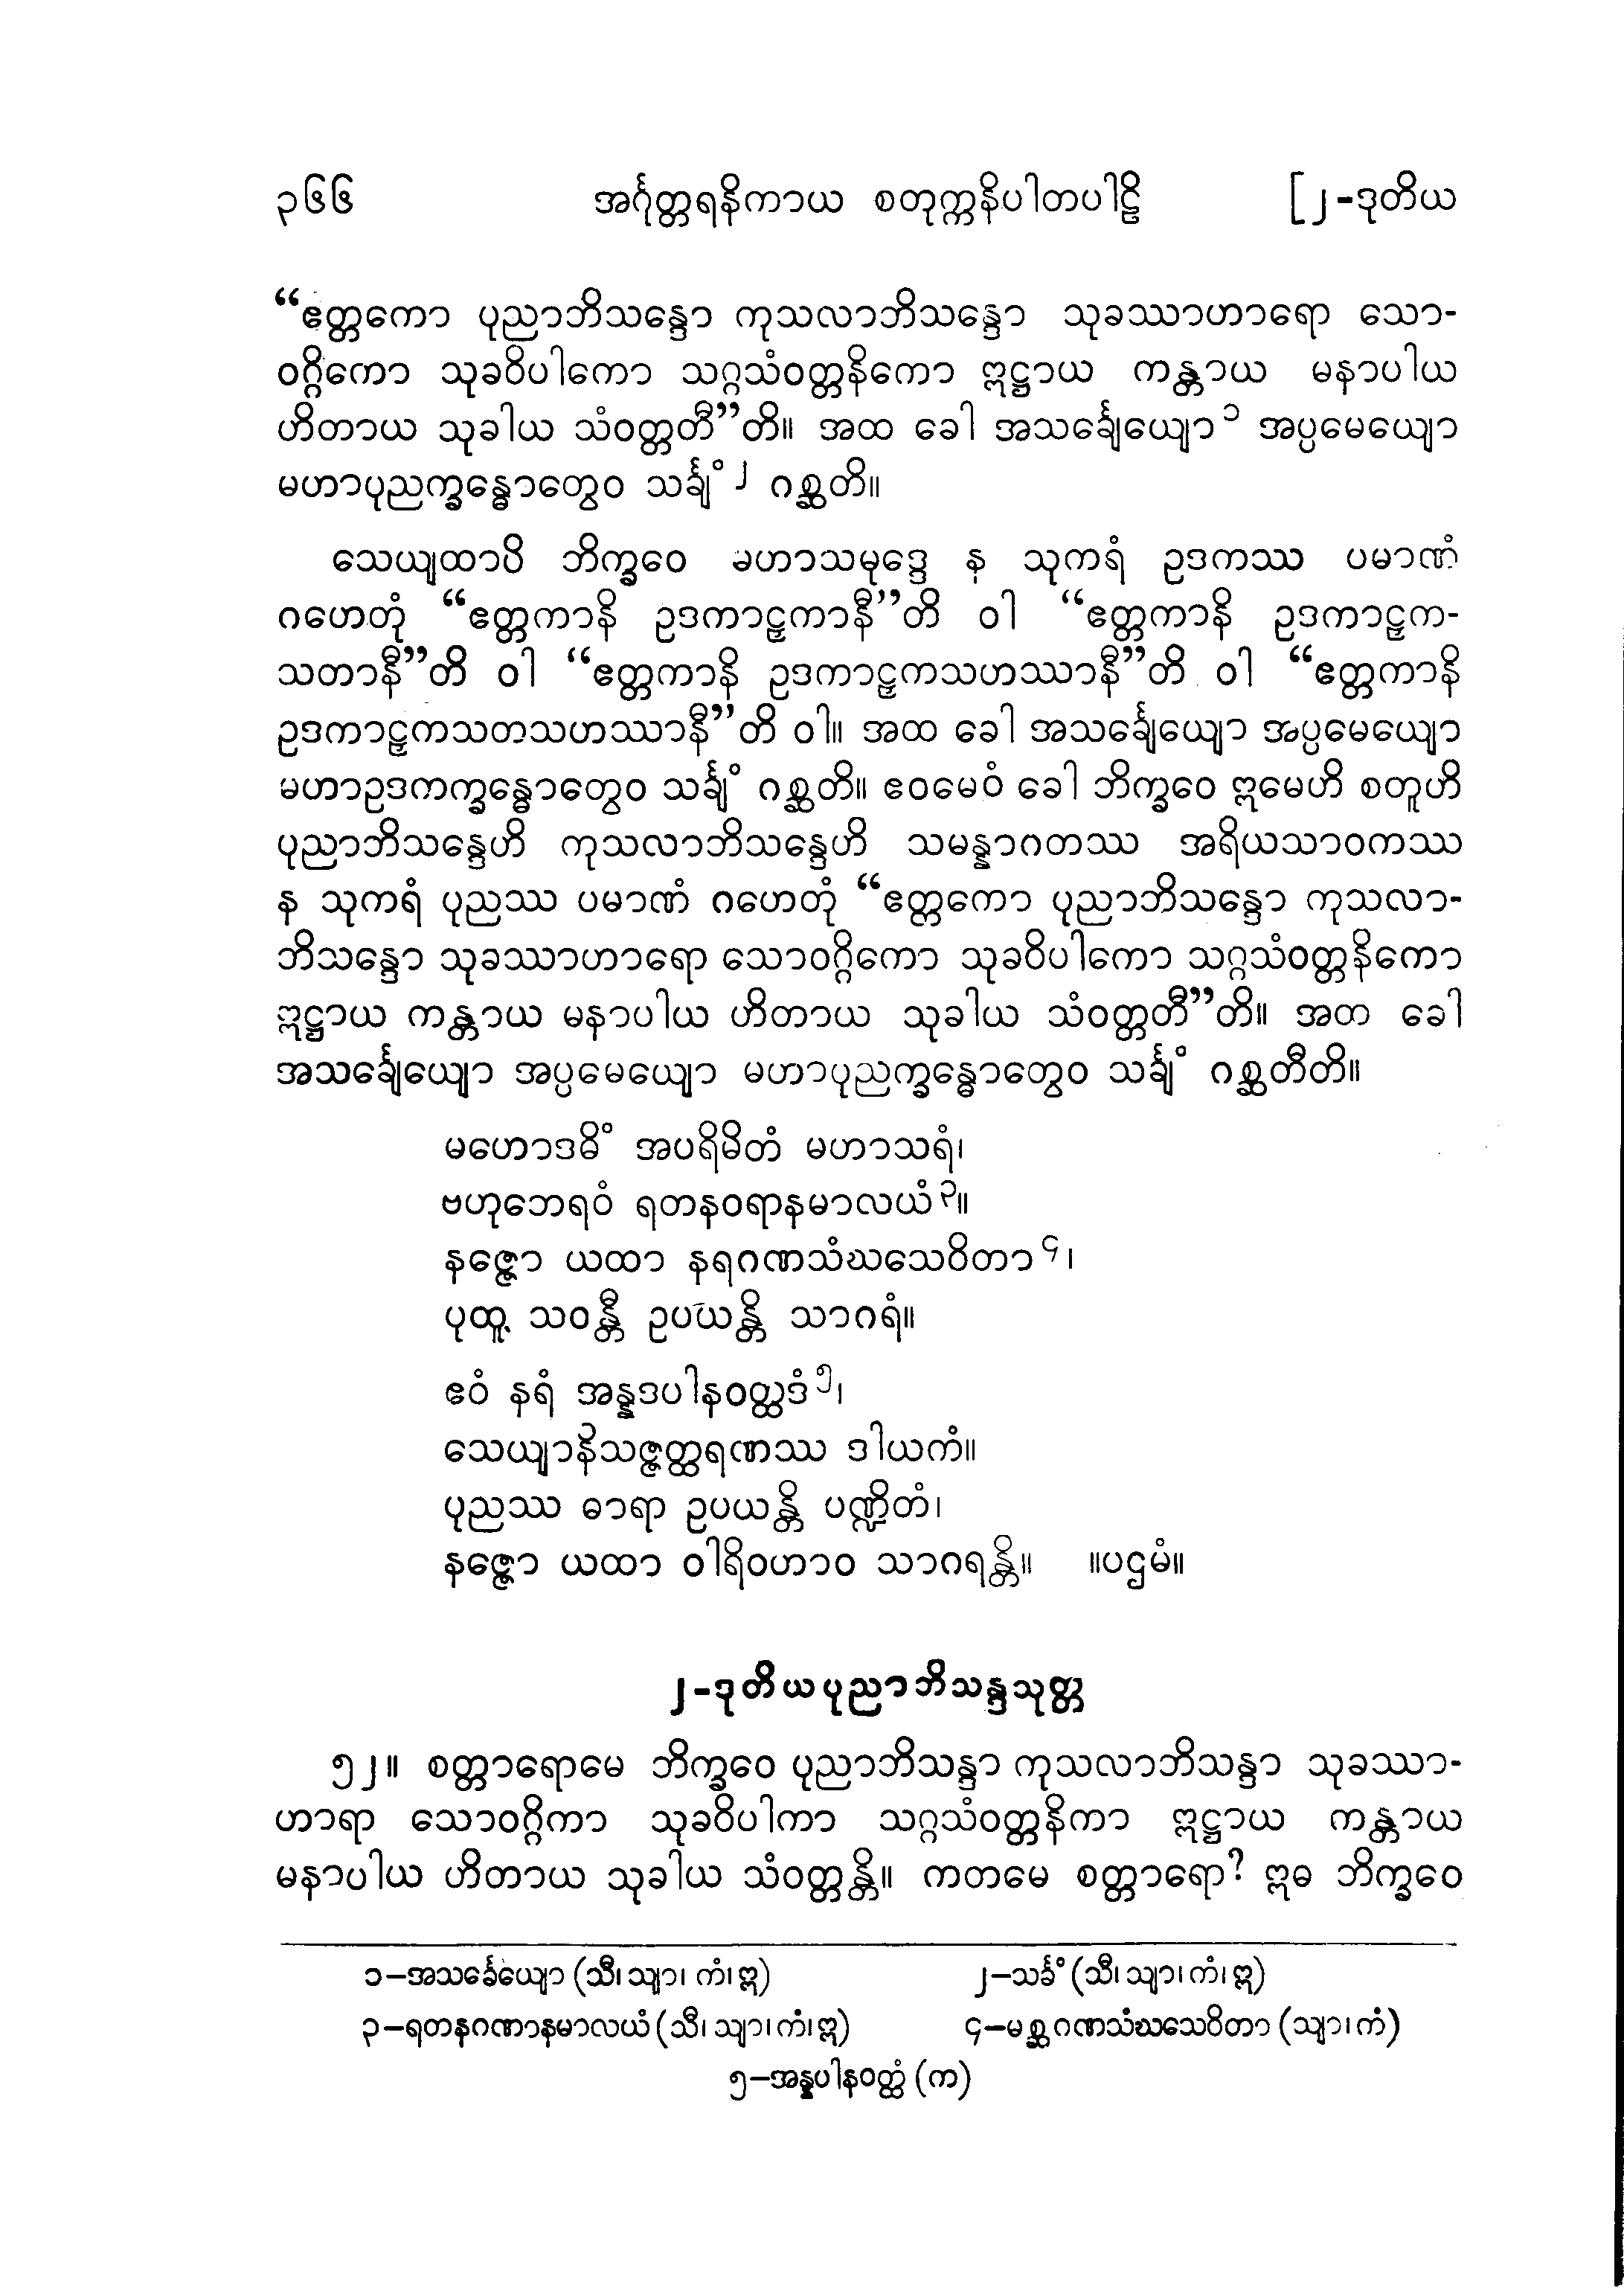 ၃၆၆ အင်္ဂုတ္တရနိကာယ စတုက္ကနိပါတပါဠိ [၂-ဒုတိယ
“ဧတ္တကော ပုညာဘိသန္ဒော ကုသလာဘိသန္ဒော သုခဿာဟာရော သော-
ဝဂ္ဂိကော သုခဝိပါကော သဂ္ဂသံဝတ္တနိကော ဣဋ္ဌာယ ကန္တာယ မနာပါယ
ဟိတာယ သုခါယ သံဝတ္တတီ”တိ။ အထ ခေါ အသင်္ချေယျော၁ အပ္ပမေယျော
မဟာပုညက္ခန္ဓောတွေဝ သင်္ချံ၂ ဂစ္ဆတိ။
သေယျထာပိ ဘိက္ခဝေ မဟာသမုဒ္ဒေ န သုကရံ ဥဒကဿ ပမာဏံ
ဂဟေတုံ “ဧတ္တကာနိ ဥဒကာဠှကာနီ”တိ ဝါ “ဧတ္တကာနိ ဥဒကာဠှက-
သတာနီ”တိ ဝါ “ဧတ္တကာနိ ဥဒကာဠှကသဟဿာနီ”တိ ဝါ “ဧတ္တကာနိ
ဥဒကာဠှကသတသဟဿာနီ”တိ ဝါ။ အထ ခေါ အသင်္ချေယျော အပ္ပမေယျော
မဟာဥဒကက္ခန္ဓောတွေဝ သင်္ချံ ဂစ္ဆတိ။ ဧဝမေဝံ ခေါ ဘိက္ခဝေ ဣမေဟိ စတူဟိ
ပုညာဘိသန္ဒေဟိ ကုသလာဘိသန္ဒေဟိ သမန္နာဂတဿ အရိယသာဝကဿ
န သုကရံ ပုညဿ ပမာဏံ ဂဟေတုံ “ဧတ္တကော ပုညာဘိသန္ဒော ကုသလာ-
ဘိသန္ဒော သုခဿာဟာရော သောဝဂ္ဂိကော သုခဝိပါကော သဂ္ဂသံဝတ္တနိကော
ဣဋ္ဌာယ ကန္တာယ မနာပါယ ဟိတာယ သုခါယ သံဝတ္တတီ”တိ။ အထ ခေါ
အသင်္ချေယျော အပ္ပမေယျော မဟာပုညက္ခန္ဓောတွေဝ သင်္ချံ ဂစ္ဆတီတိ။
မဟောဒဓိံ အပရိမိတံ မဟာသရံ၊
ဗဟုဘေရဝံ ရတနဝရာနမာလယံ၃။
နဇ္ဇော ယထာ နရဂဏသံဃသေဝိတာ၄၊
ပုထူ သဝန္တီ ဥပယန္တိ သာဂရံ။
ဧဝံ နရံ အန္နဒပါနဝတ္ထဒံ၅၊
သေယျာနိသဇ္ဇတ္ထရဏဿ ဒါယကံ။
ပုညဿ ဓာရာ ဥပယန္တိ ပဏ္ဍိတံ၊
နဇ္ဇော ယထာ ဝါရိဝဟာဝ သာဂရန္တိ။ ။ပဌမံ။
၂-ဒုတိယပုညာဘိသန္ဒသုတ္တ
၅၂။ စတ္တာရောမေ ဘိက္ခဝေ ပုညာဘိသန္ဒာ ကုသလာဘိသန္ဒာ သုခဿာ-
ဟာရာ သောဝဂ္ဂိကာ သုခဝိပါကာ သဂ္ဂသံဝတ္တနိကာ ဣဋ္ဌာယ ကန္တာယ
မနာပါယ ဟိတာယ သုခါယ သံဝတ္တန္တိ။ ကတမေ စတ္တာရော? ဣဓ ဘိက္ခဝေ
၁–အသင်္ခေယျော (သီ၊ သျာ၊ ကံ၊ ဣ) ၂–သင်္ခံ (သီ၊ သျာ၊ ကံ၊ ဣ)
၃–ရတနဂဏာနမာလယံ (သီ၊ သျာ၊ ကံ၊ ဣ) ၄–မစ္ဆဂဏသံဃသေဝိတာ (သျာ၊ ကံ)
၅–အန္နပါနဝတ္ထံ (က)